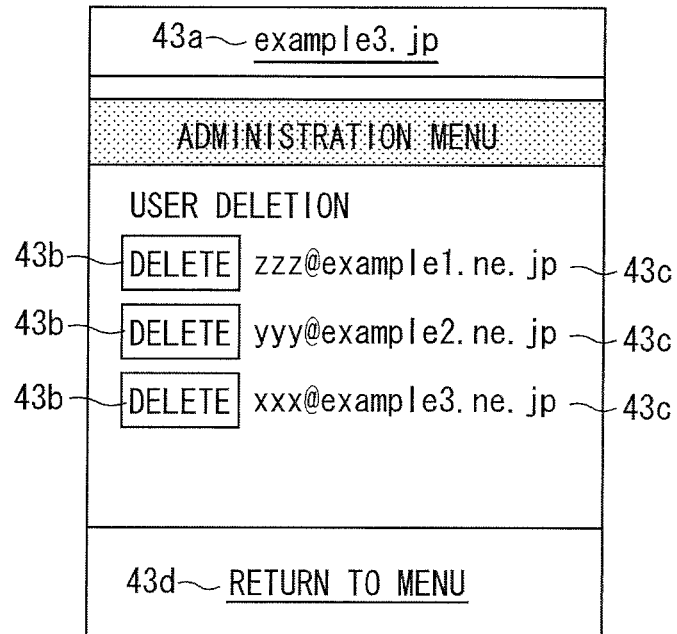 43a example3.jp
ADMINISTRATION MENU
USER DELETION
43b DELETE zzz@example1.ne.jp 43c
43b DELETE yyy@example2.ne.jp 43c
43b DELETE xxx@example3.ne.jp 43c
43d RETURN TO MENU